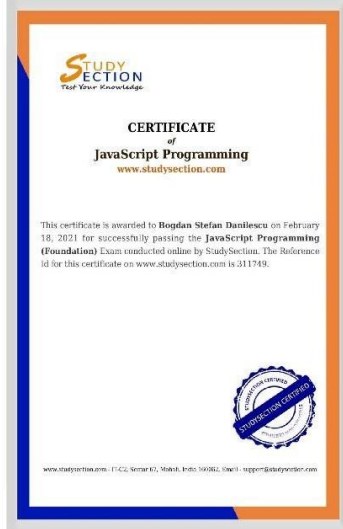 STUDY
SECTION
Test Your Knowledge
CERTIFICATE
of
JavaScript Programming
www.studysection.com
This certificate is awarded to Bogdan Stefan Danilescu on February
18, 2021 for successfully passing the JavaScript Programming
(Foundation) Exam conducted online by StudySection. The Reference
Id for this certificate on www.studysection.com is 311749.
STUDYSECTION CERTIFIED
STUDYSECTION CERTIFIED
www.studysection.com - IT-C2, Sector 67, Mohali, India 160062, Email - support@studysection.com